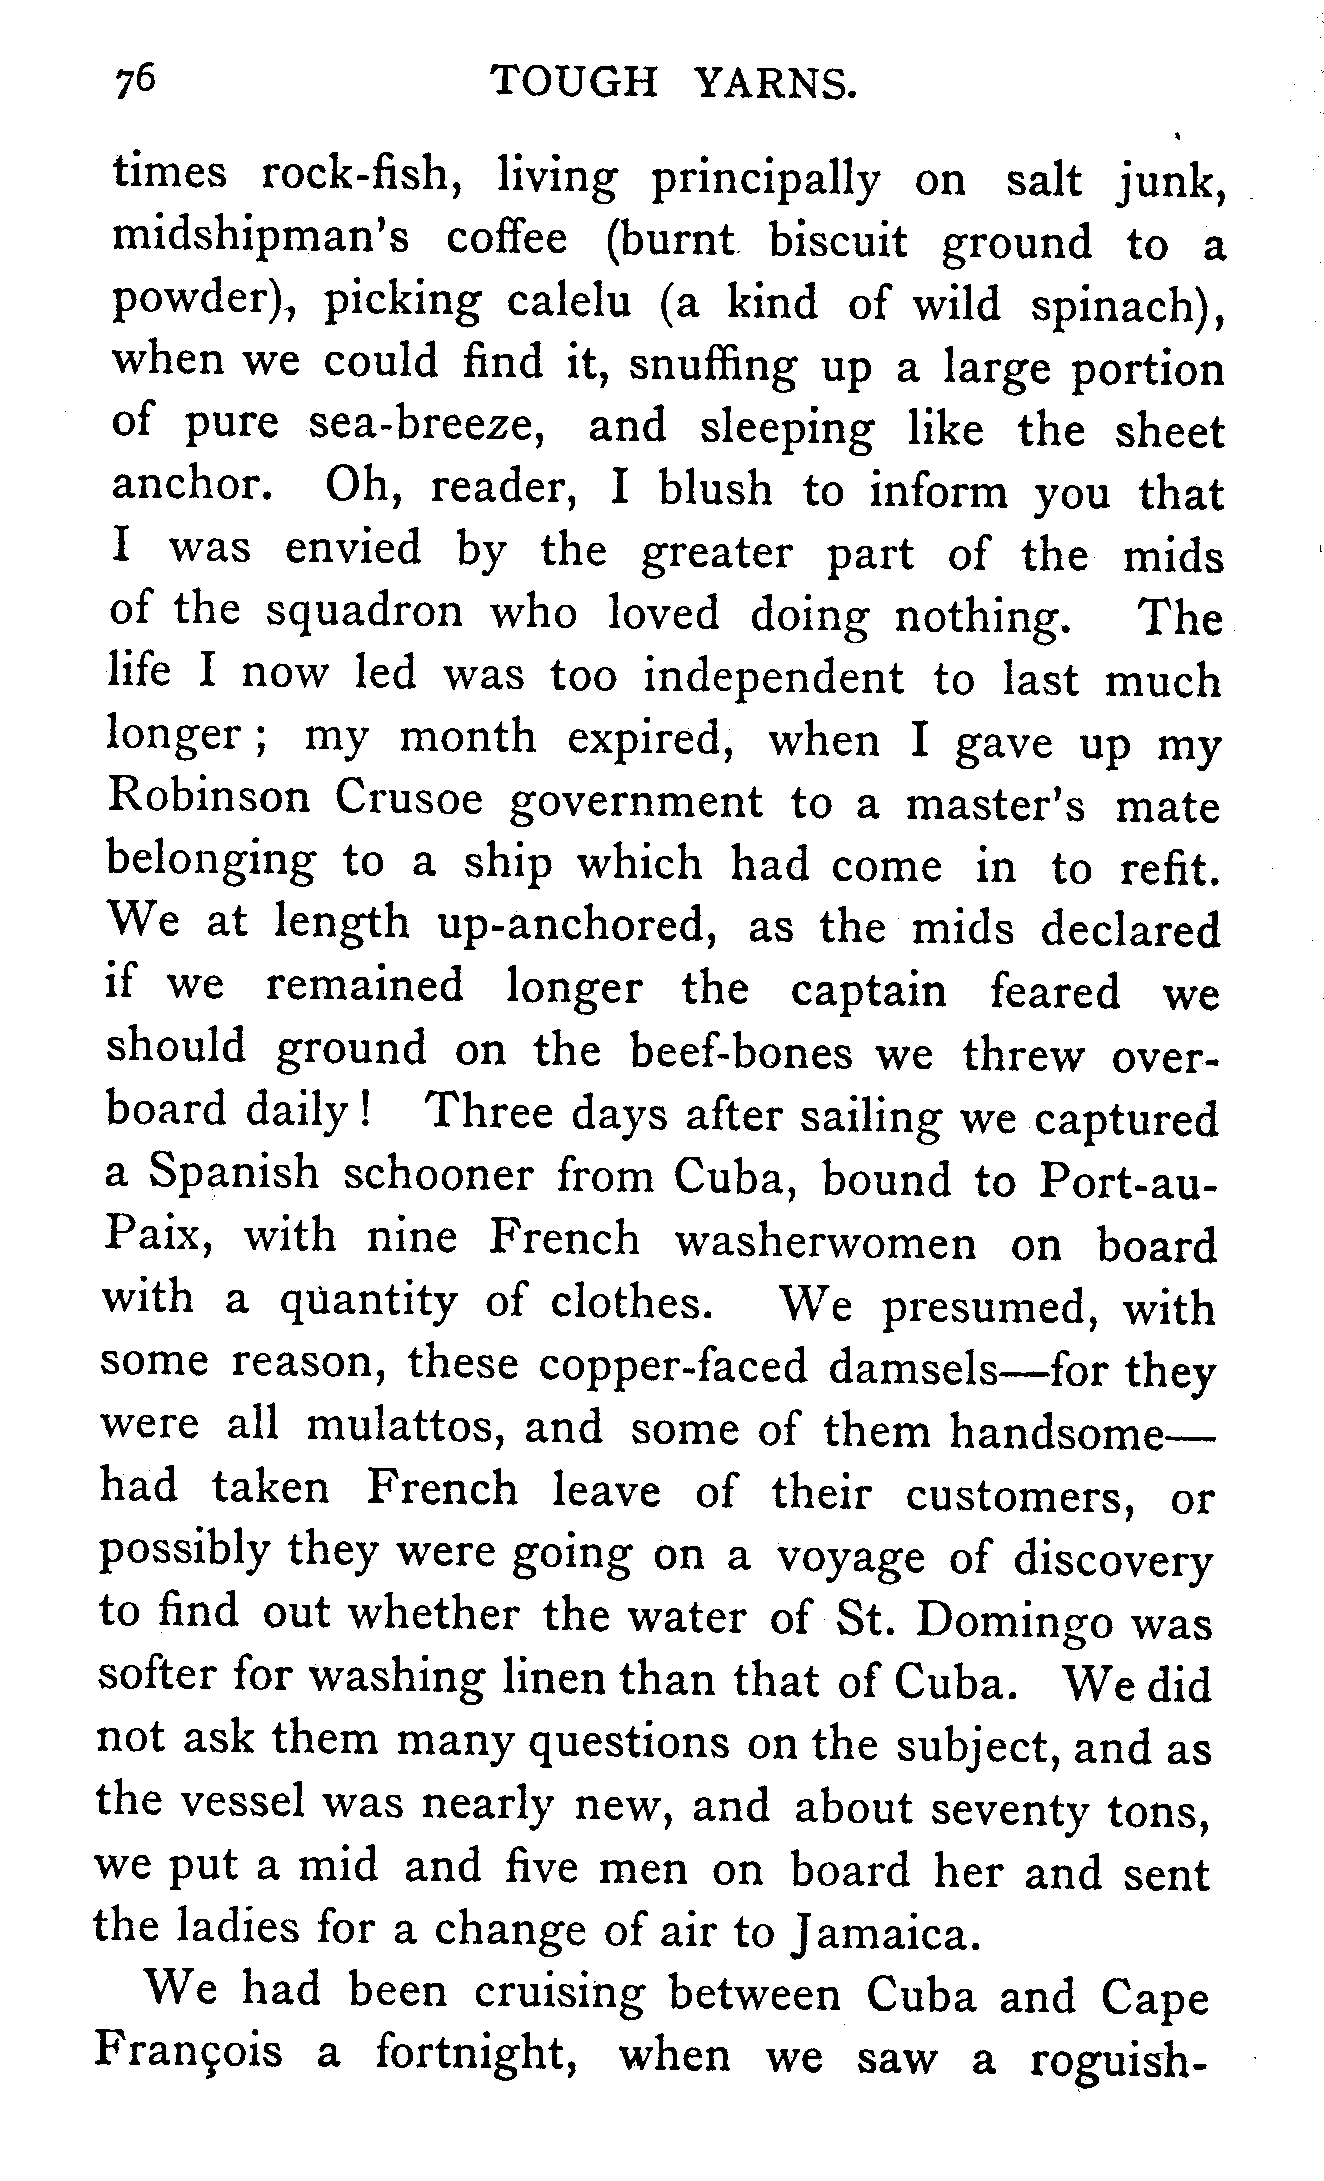 76 TOUGH YARNS.
times rock-fish, living principally on salt junk,
midshipman's coffee (burnt biscuit ground to a
powder), picking calelu (a kind of wild spinach),
when we could find it, snuffing up a large portion
of pure sea-breeze, and sleeping like the sheet
anchor. Oh, reader, I blush to inform you that
I was envied by the greater part of the mids
of the squadron who loved doing nothing. The
life I now led was too independent to last much
longer ; my month expired, when I gave up my
Robinson Crusoe government to a master's mate
belonging to a ship which had come in to refit.
We at length up-anchored, as the mids declared
if we remained longer the captain feared we
should ground on the beef-bones we threw over-
board daily ! Three days after sailing we captured
a Spanish schooner from Cuba, bound to Port-au-
Paix, with nine French washerwomen on board
with a quantity of clothes. We presumed, with
some reason, these copper-faced damsels—for they
were all mulattos, and some of them handsome—
had taken French leave of their customers, or
possibly they were going on a voyage of discovery
to find out whether the water of St. Domingo was
softer for washing linen than that of Cuba. We did
not ask them many questions on the subject, and as
the vessel was nearly new, and about seventy tons,
we put a mid and five men on board her and sent
the ladies for a change of air to Jamaica.
We had been cruising between Cuba and Cape
François a fortnight, when we saw a roguish-